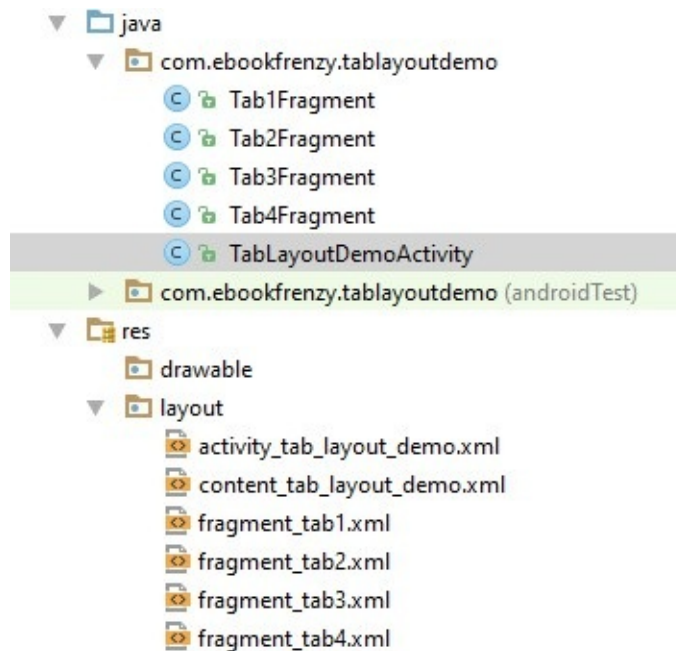 java
com.ebookfrenzy.tablayoutdemo
C Tab1Fragment
C Tab2Fragment
C Tab3Fragment
C Tab4Fragment
C TabLayoutDemoActivity
com.ebookfrenzy.tablayoutdemo (androidTest)
res
drawable
layout
activity_tab_layout_demo.xml
content_tab_layout_demo.xml
fragment_tab1.xml
fragment_tab2.xml
fragment_tab3.xml
fragment_tab4.xml